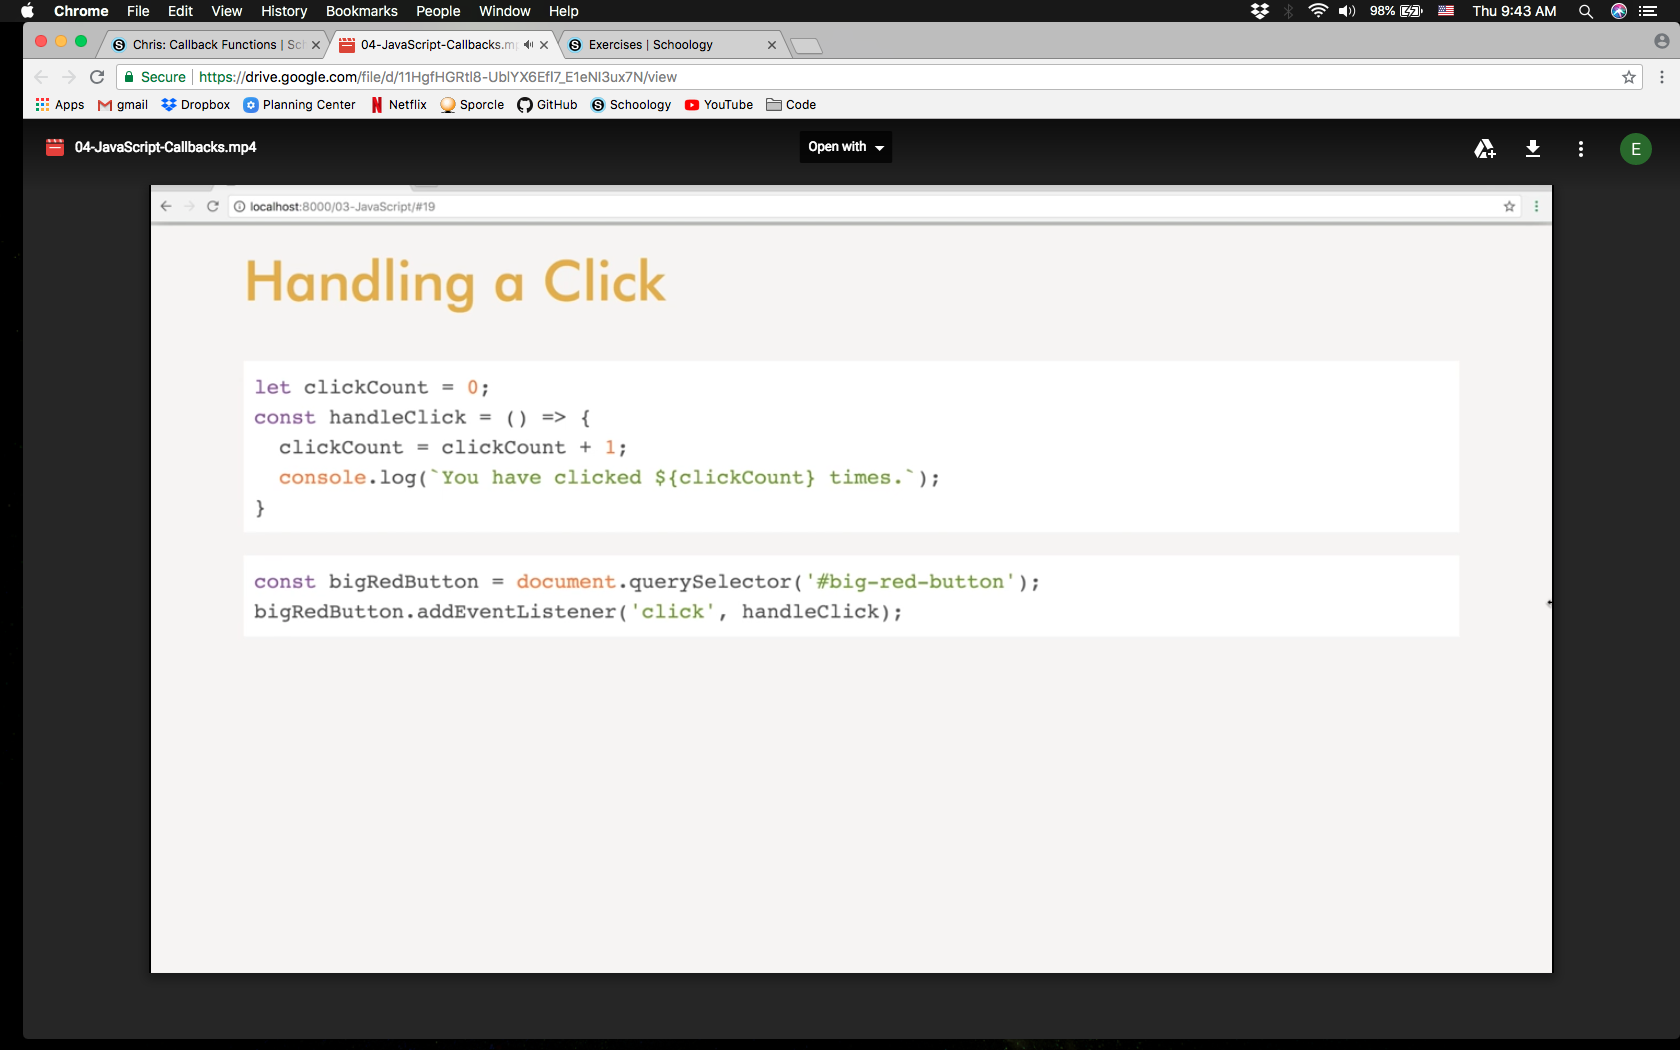 Chrome File Edit View History Bookmarks People Window Help 98% Thu 9:43 AM
Chris: Callback Functions | Sc 04-JavaScript-Callbacks.m Exercises | Schoology
Secure https://drive.google.com/file/d/11HgfHGRtl8-UblYX6Efl7_E1eNl3ux7N/view
Apps gmail Dropbox Planning Center Netflix Sporcle GitHub Schoology YouTube Code
04-JavaScript-Callbacks.mp4 Open with E
localhost:8000/03-JavaScript/#19
Handling a Click
let clickCount = 0;
const handleClick = () => {
  clickCount = clickCount + 1;
  console.log(`You have clicked ${clickCount} times.`);
}
const bigRedButton = document.querySelector('#big-red-button');
bigRedButton.addEventListener('click', handleClick);